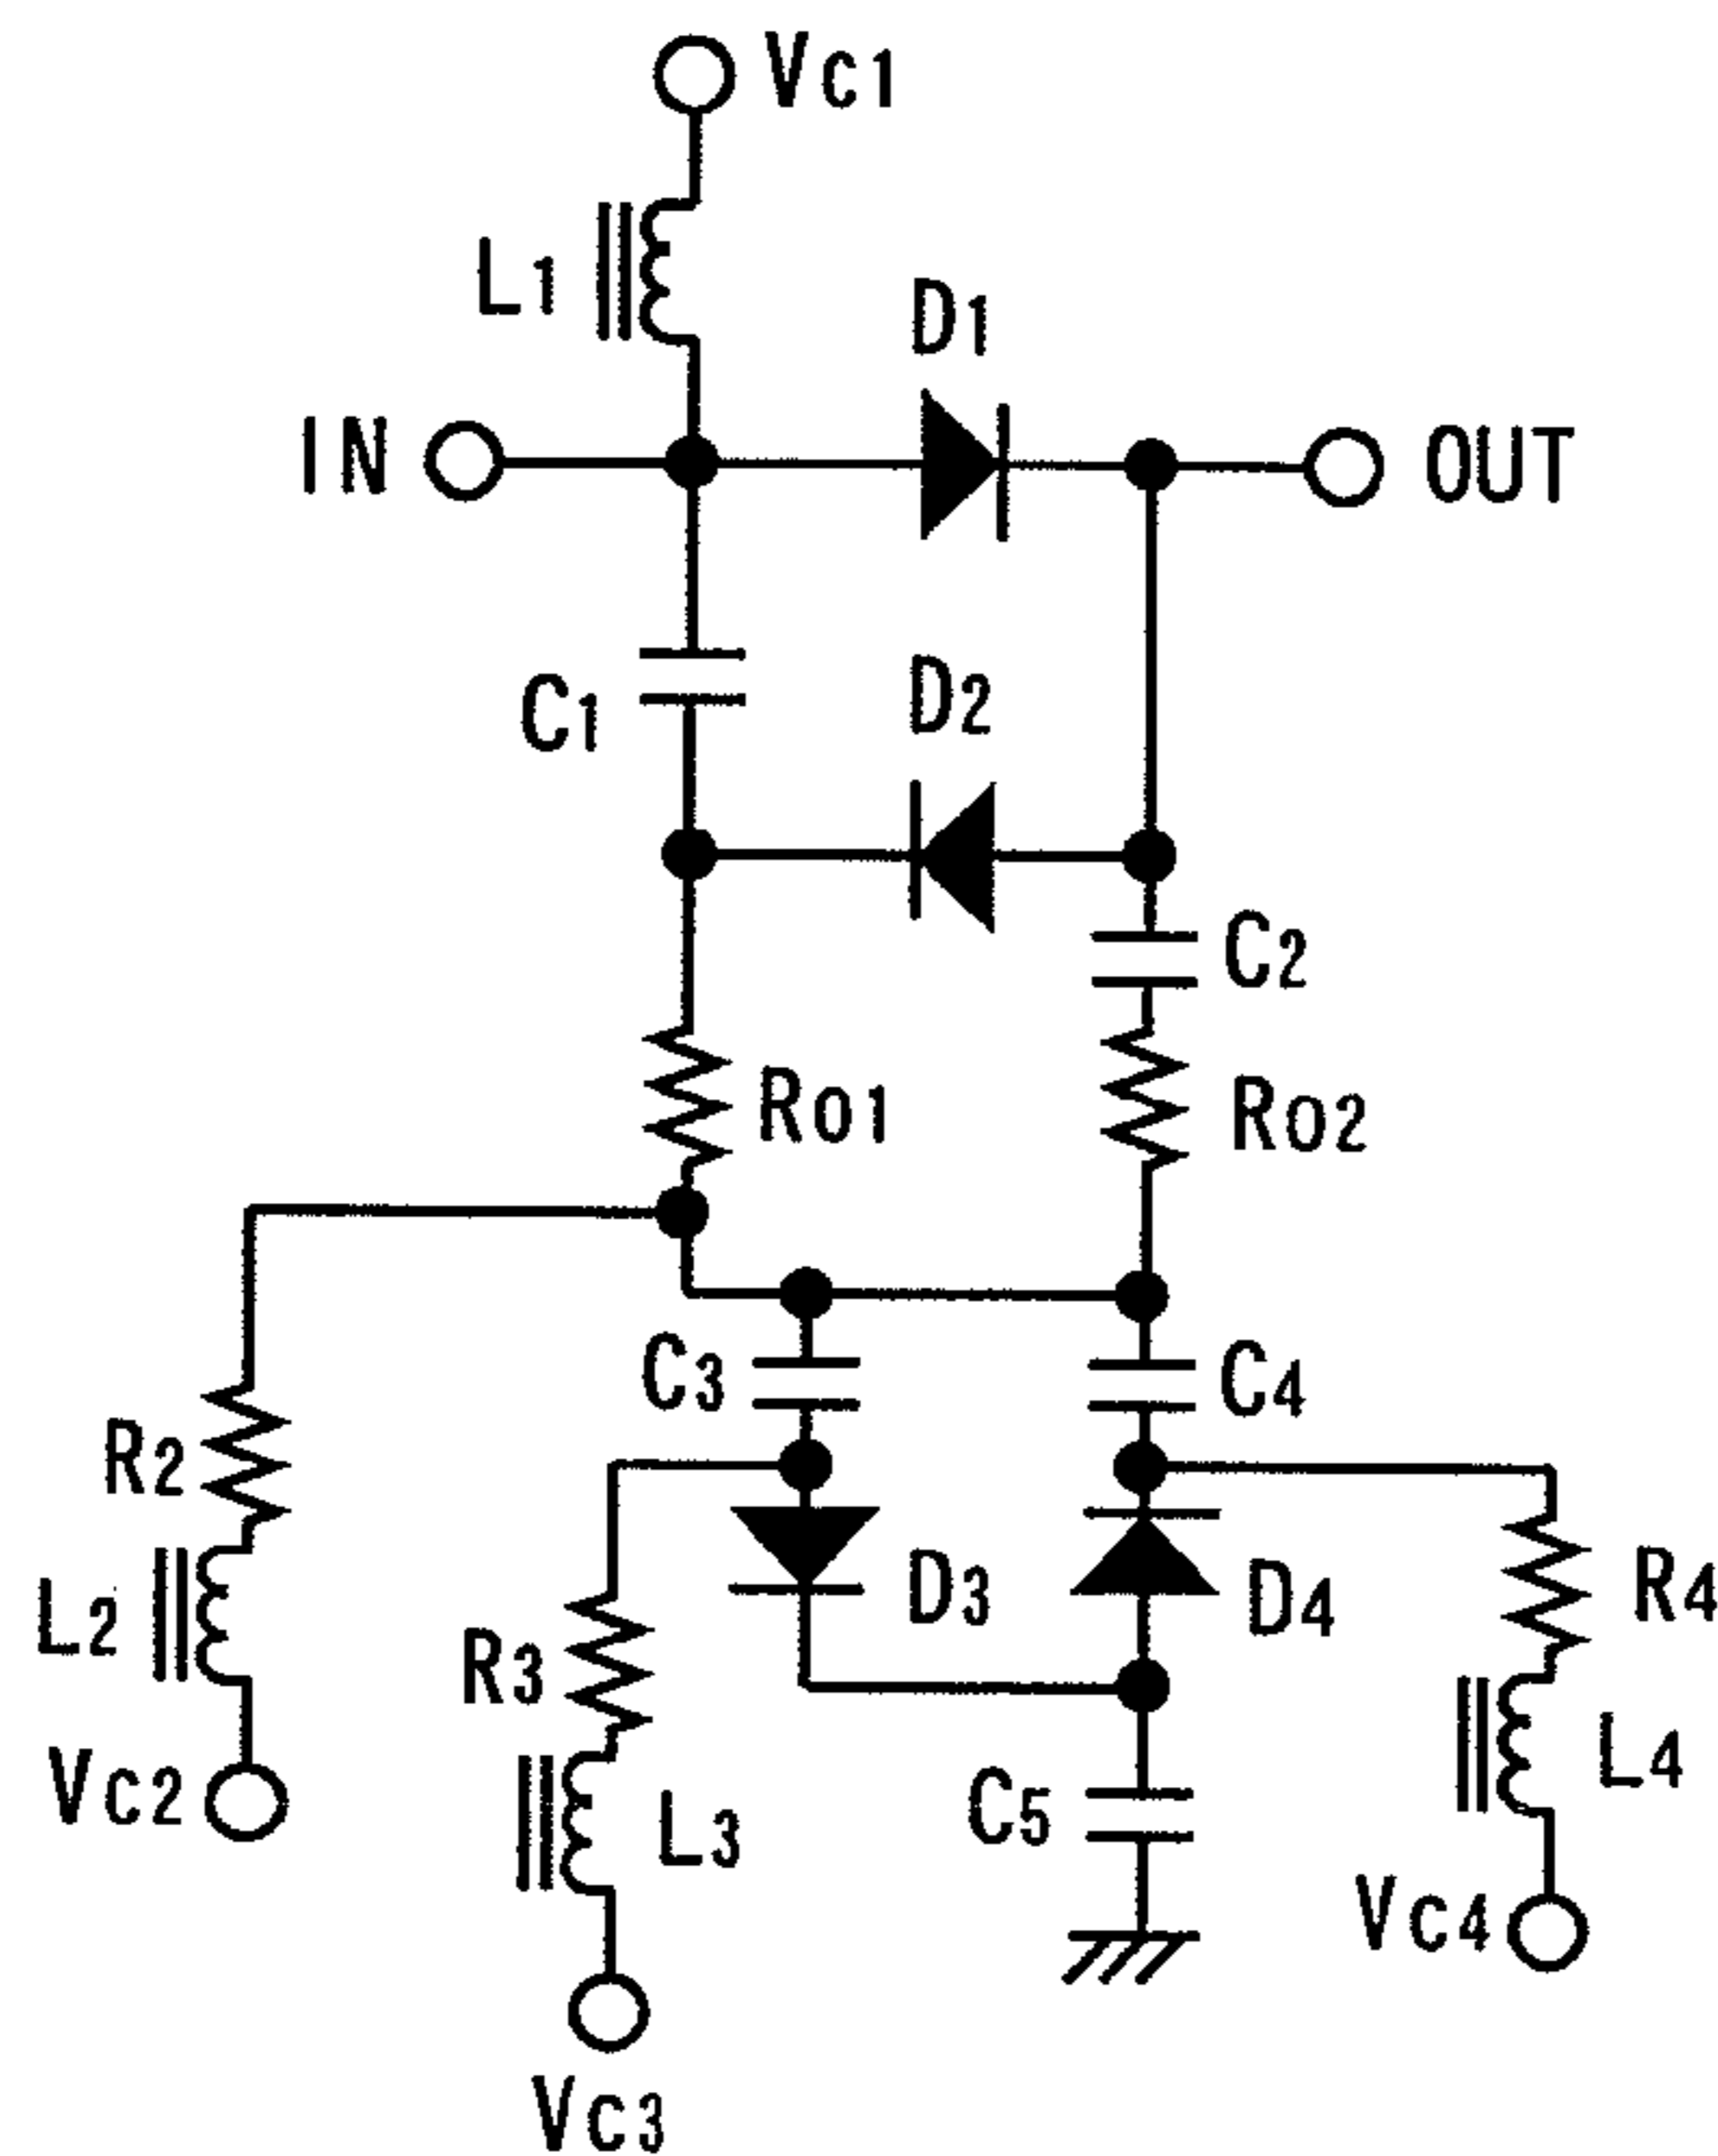 Vc1
L1
D1
IN
OUT
C1
D2
C2
Ro1
Ro2
C3
C4
R2
D3
D4
R4
L2
R3
L4
Vc2
L3
C5
Vc4
Vc3